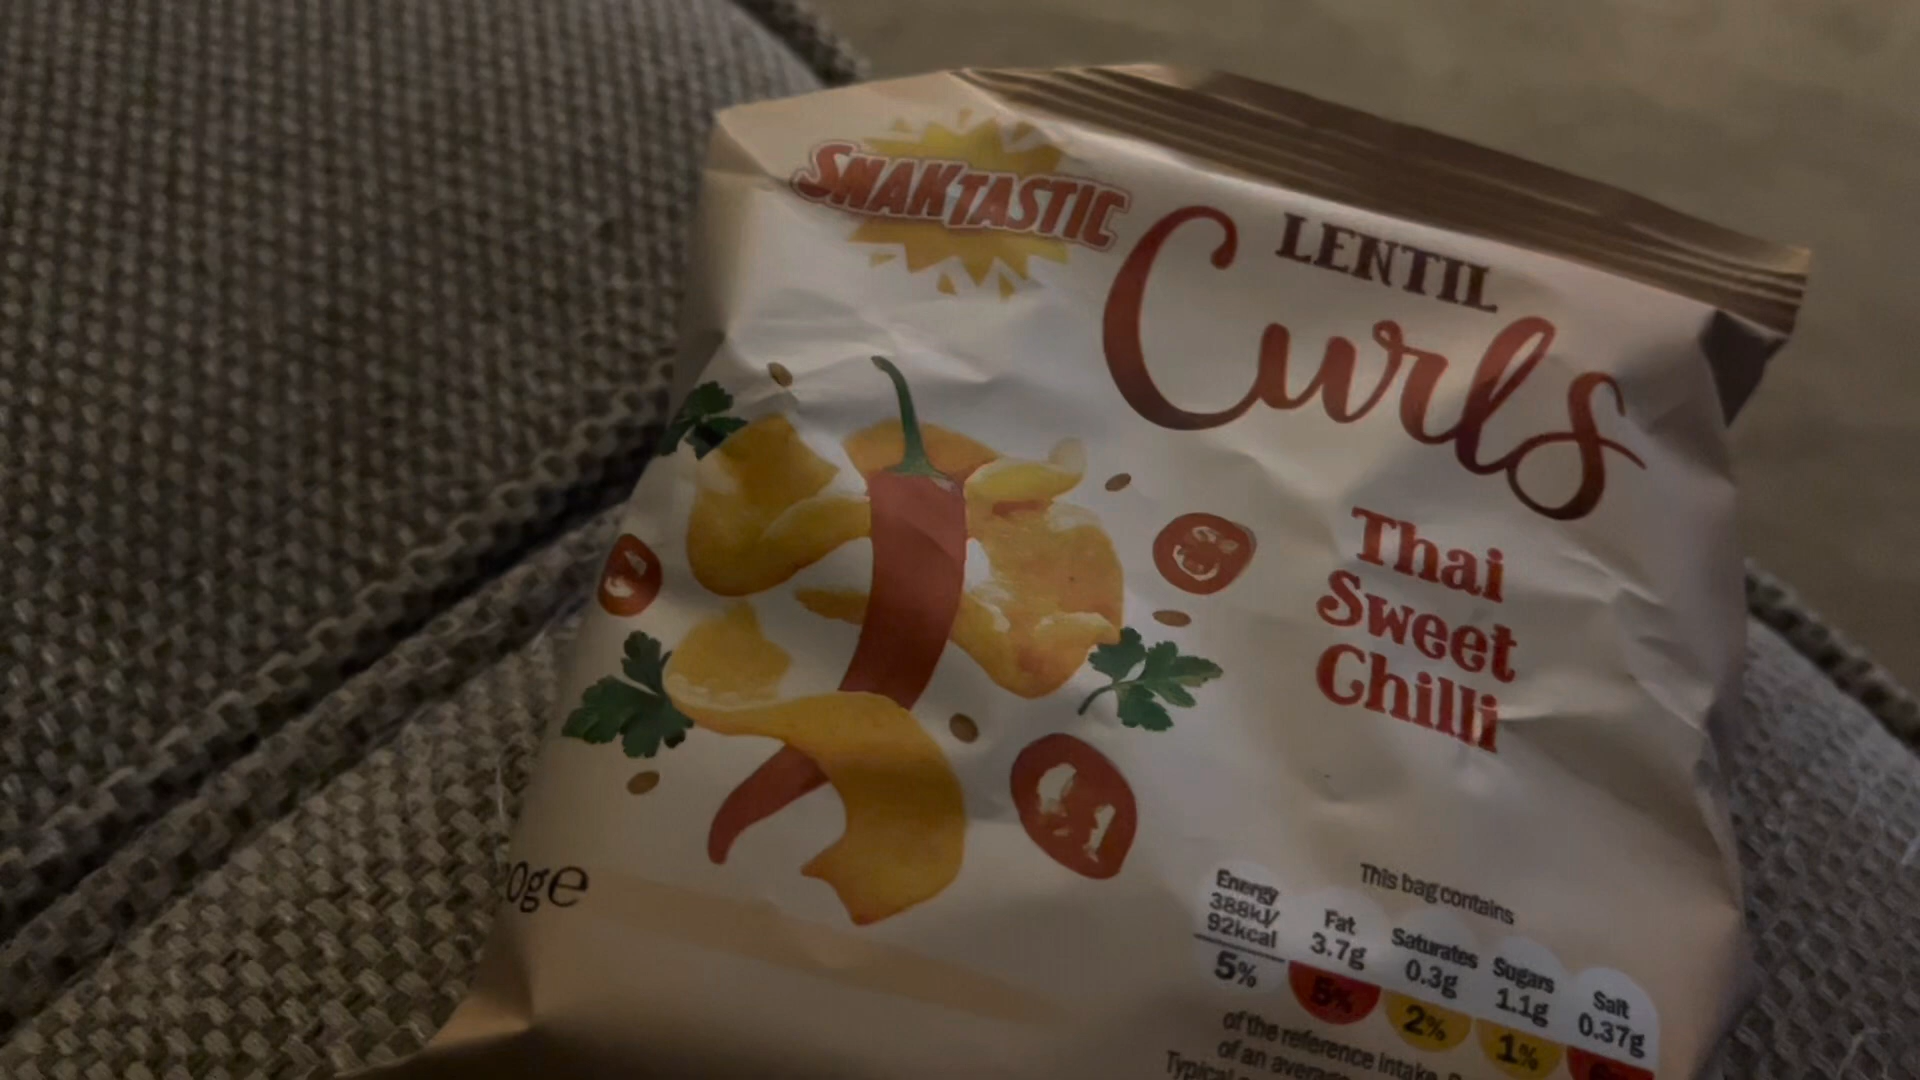 SNAKTASTIC
LENTIL
Curls
Thai
Sweet
Chilli
This bag contains
Energy
388kJ/
92kcal
5%
Fat
3.7g
5%
Saturates
0.3g
2%
Sugars
1.1g
1%
Salt
0.37g
of the reference intake
of an average
Typical